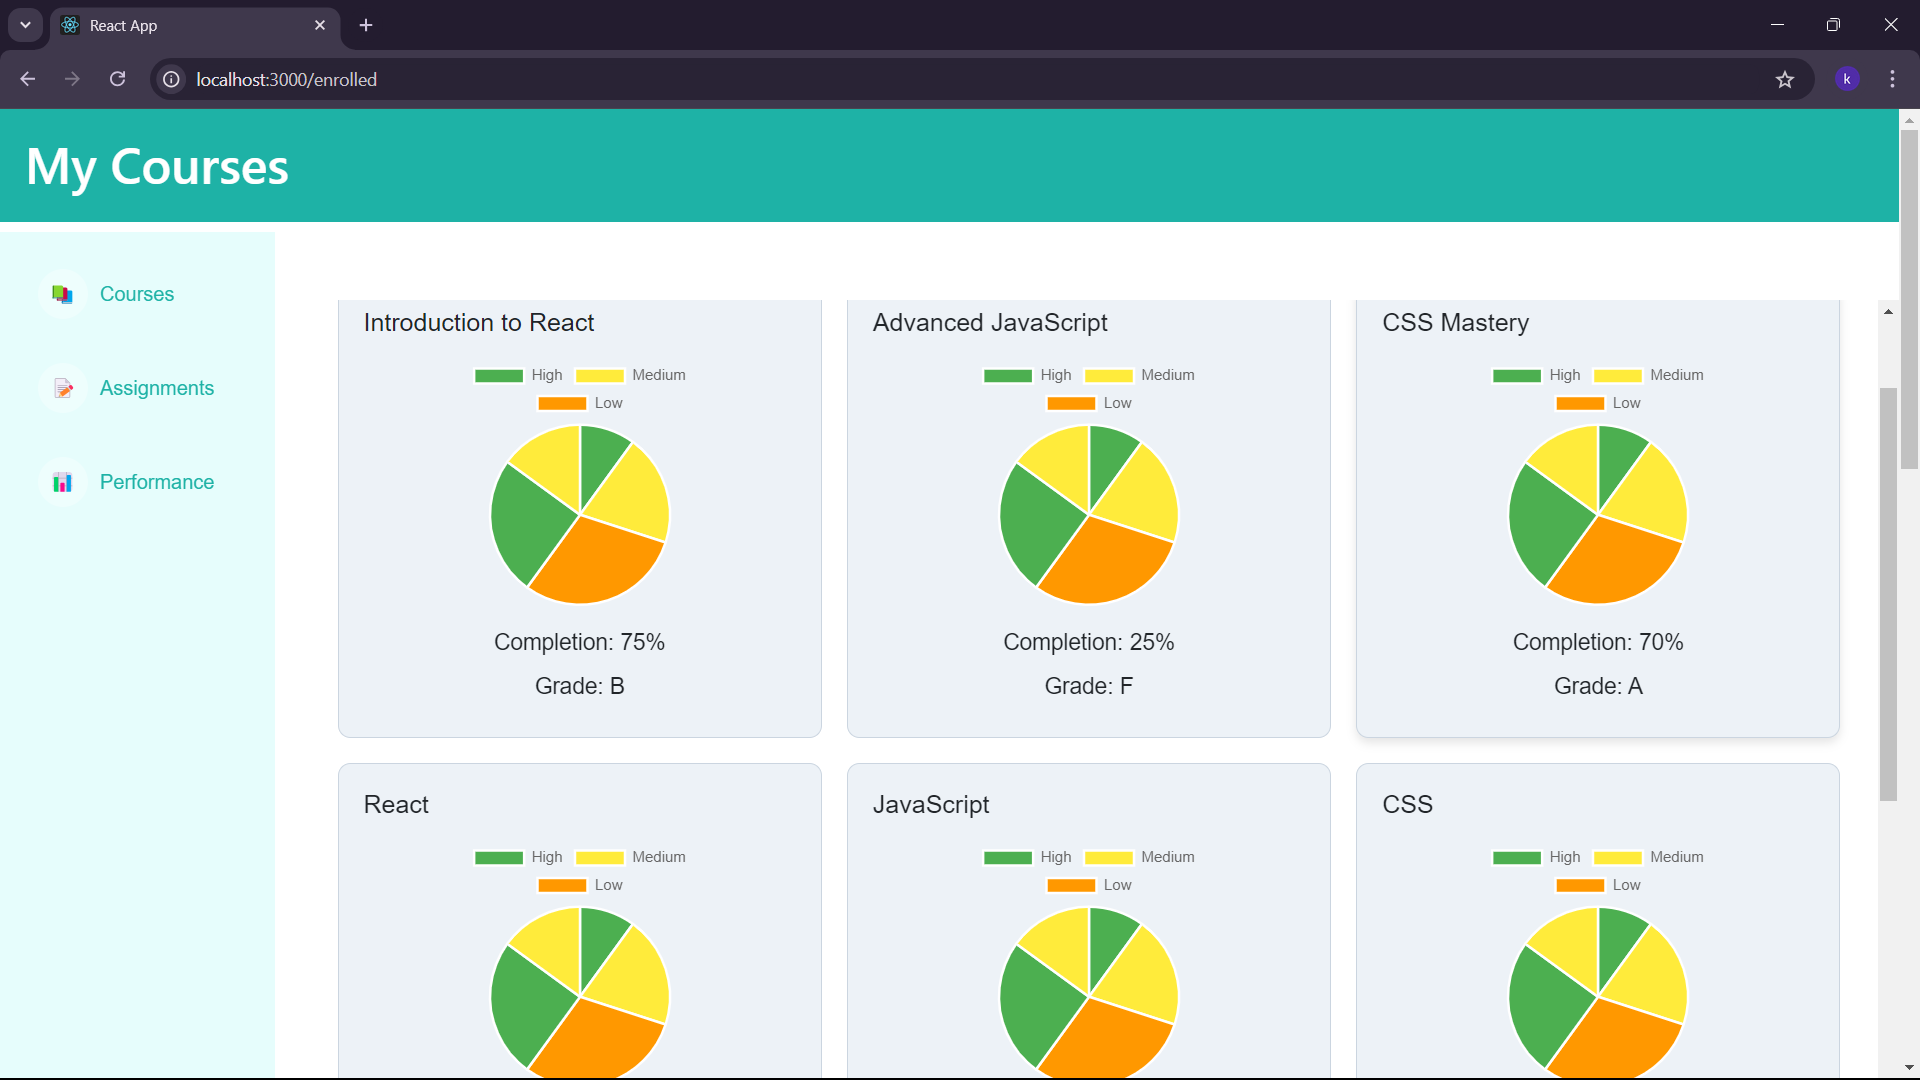 React App
localhost:3000/enrolled
k
My Courses
Courses
Assignments
Performance
Introduction to React
High Medium
Low
Completion: 75%
Grade: B
Advanced JavaScript
High Medium
Low
Completion: 25%
Grade: F
CSS Mastery
High Medium
Low
Completion: 70%
Grade: A
React
High Medium
Low
JavaScript
High Medium
Low
CSS
High Medium
Low